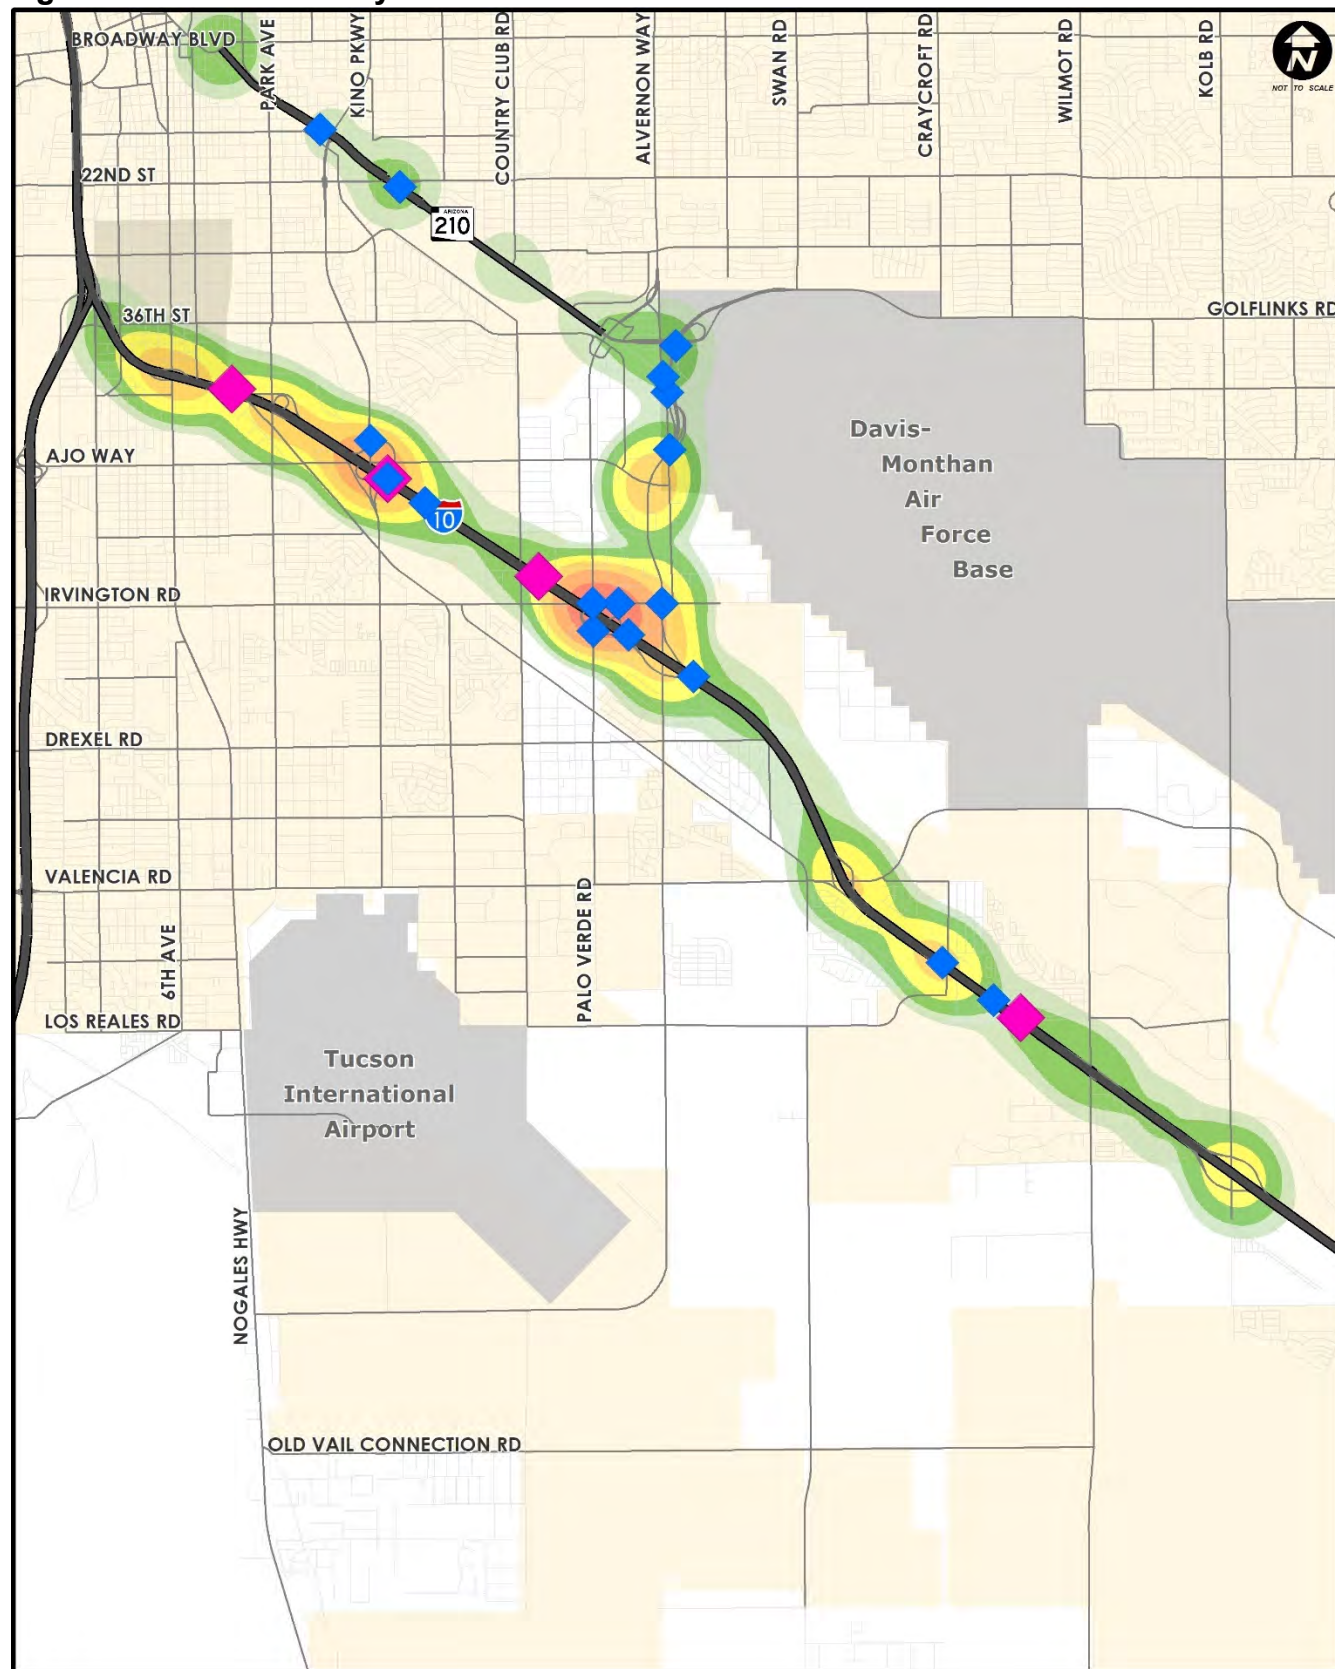 BROADWAY BLVD
PARK AVE
KINO PKWY
COUNTRY CLUB RD
ALVERNON WAY
SWAN RD
CRAYCROFT RD
WILMOT RD
KOLB RD
N
NOT TO SCALE
22ND ST
ARIZONA
210
36TH ST
GOLFLINKS RD
AJO WAY
10
Davis-
Monthan
Air
Force
Base
IRVINGTON RD
DREXEL RD
VALENCIA RD
6TH AVE
PALO VERDE RD
LOS REALES RD
Tucson
International
Airport
NOGALES HWY
OLD VAIL CONNECTION RD